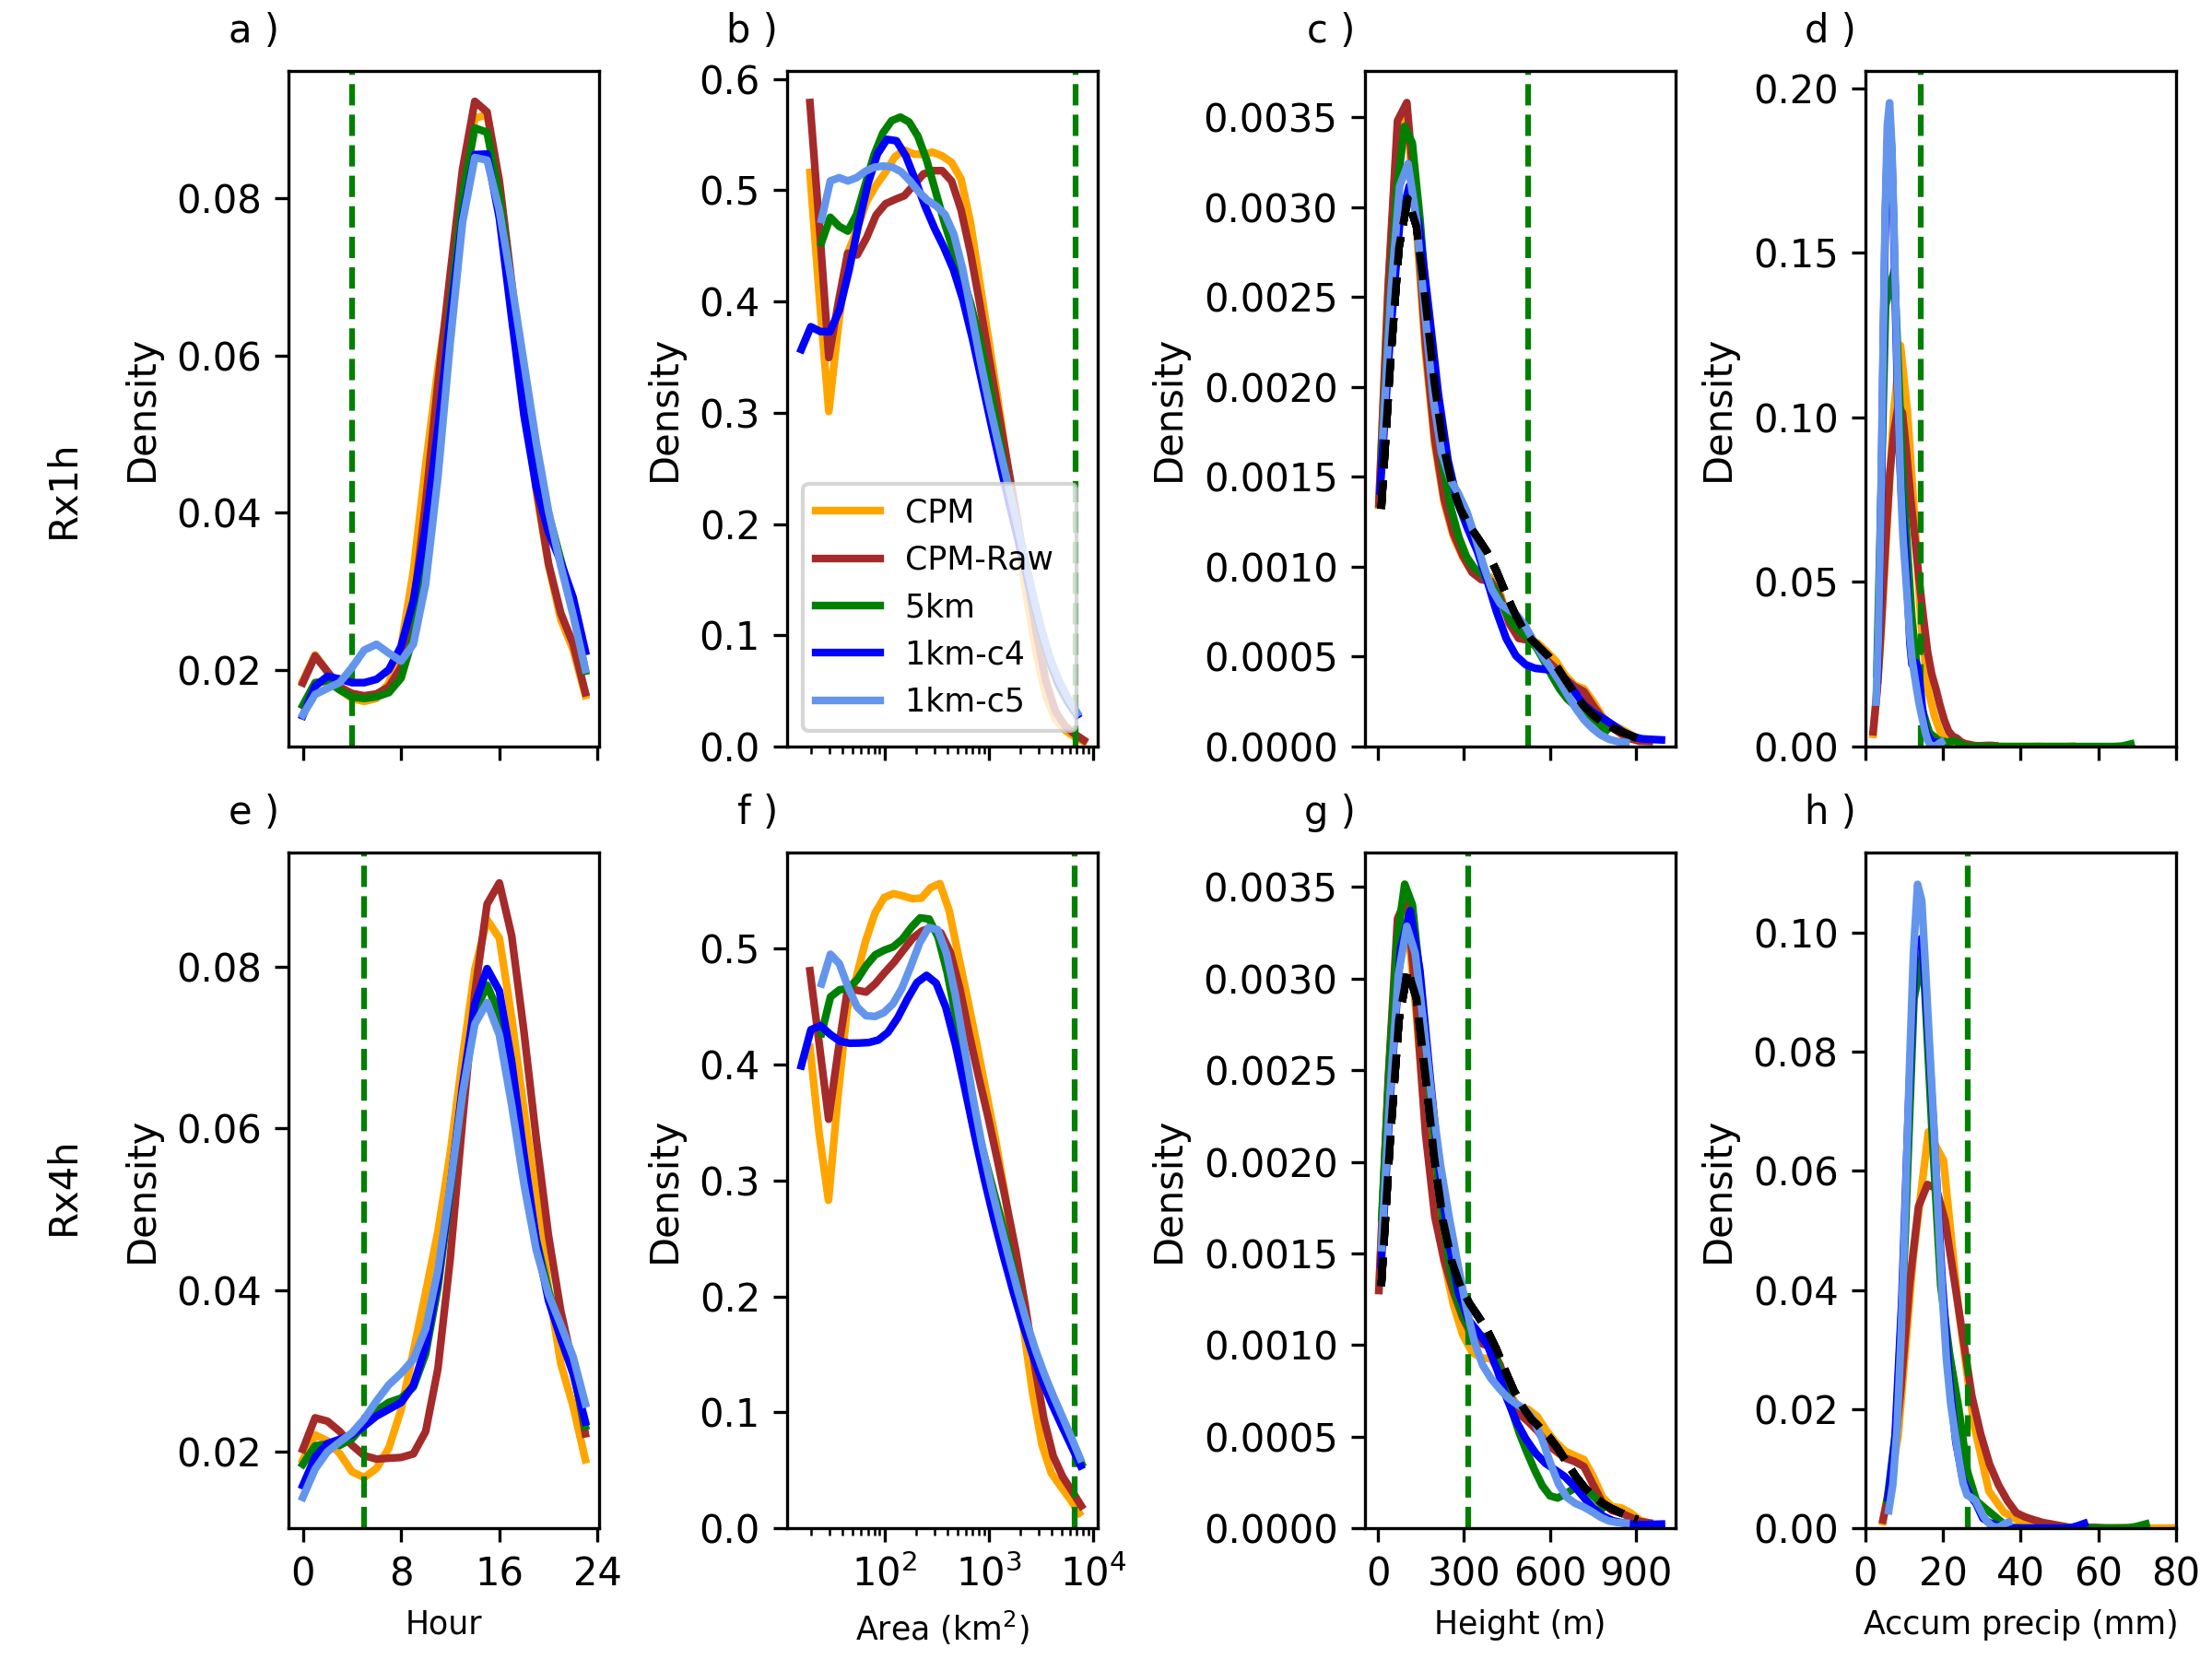 a )
b )
c )
d )
Rx1h
Density
0.08
0.06
0.04
0.02
Density
0.6
0.5
0.4
0.3
0.2
0.1
0.0
CPM
CPM-Raw
5km
1km-c4
1km-c5
Density
0.0035
0.0030
0.0025
0.0020
0.0015
0.0010
0.0005
0.0000
Density
0.20
0.15
0.10
0.05
0.00
e )
f )
g )
h )
Rx4h
Density
0.08
0.06
0.04
0.02
0 8 16 24
Hour
Density
0.5
0.4
0.3
0.2
0.1
0.0
10² 10³ 10⁴
Area (km²)
Density
0.0035
0.0030
0.0025
0.0020
0.0015
0.0010
0.0005
0.0000
0 300 600 900
Height (m)
Density
0.10
0.08
0.06
0.04
0.02
0.00
0 20 40 60 80
Accum precip (mm)